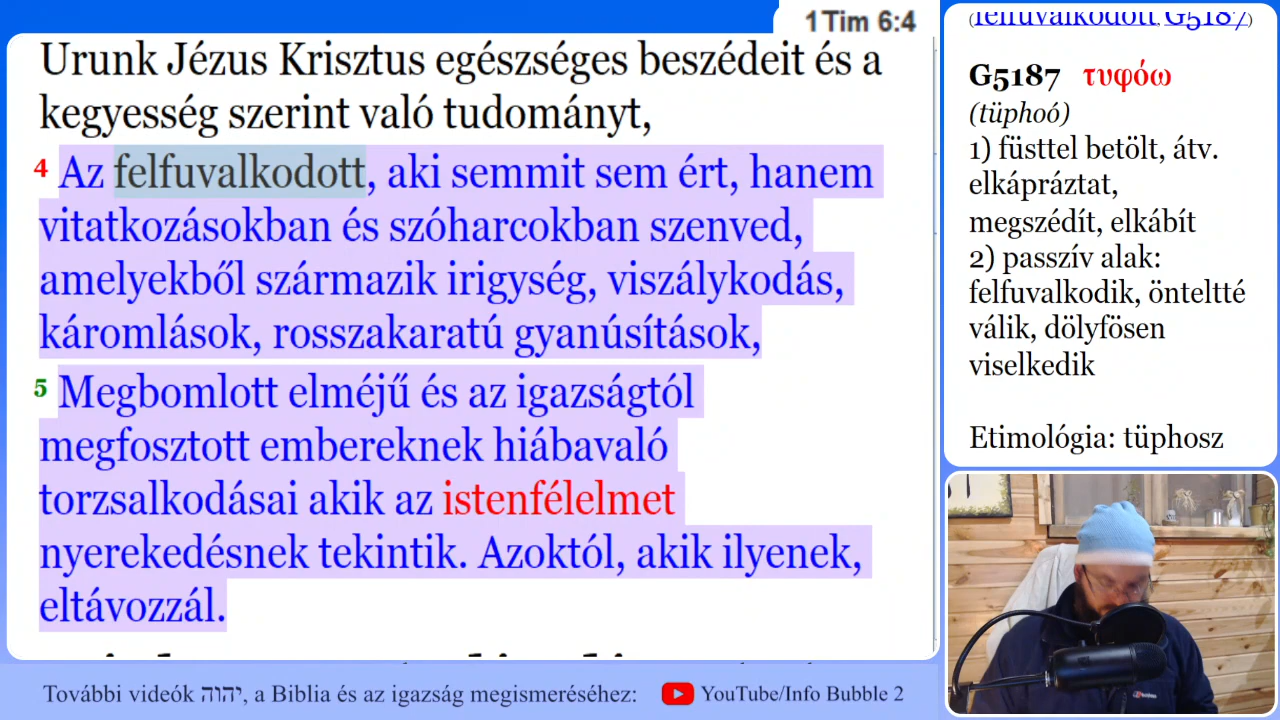 1 Tim 6:4
Urunk Jézus Krisztus egészséges beszédeit és a
kegyesség szerint való tudományt,
4 Az felfuvalkodott, aki semmit sem ért, hanem
vitatkozásokban és szóharcokban szenved,
amelyekből származik irigység, viszálykodás,
káromlások, rosszakaratú gyanúsítások,
5 Megbomlott elméjű és az igazságtól
megfosztott embereknek hiábavaló
torzsalkodásai akik az istenfélelmet
nyerekedésnek tekintik. Azoktól, akik ilyenek,
eltávozzál.
(felfuvalkodott, G5187)
G5187 τυφόω
(tüphoó)
1) füsttel betölt, átv.
elkápráztat,
megszédít, elkábít
2) passzív alak:
felfuvalkodik, önteltté
válik, dölyfösen
viselkedik
Etimológia: tüphosz
További videók יהוה, a Biblia és az igazság megismeréséhez:
YouTube/Info Bubble 2